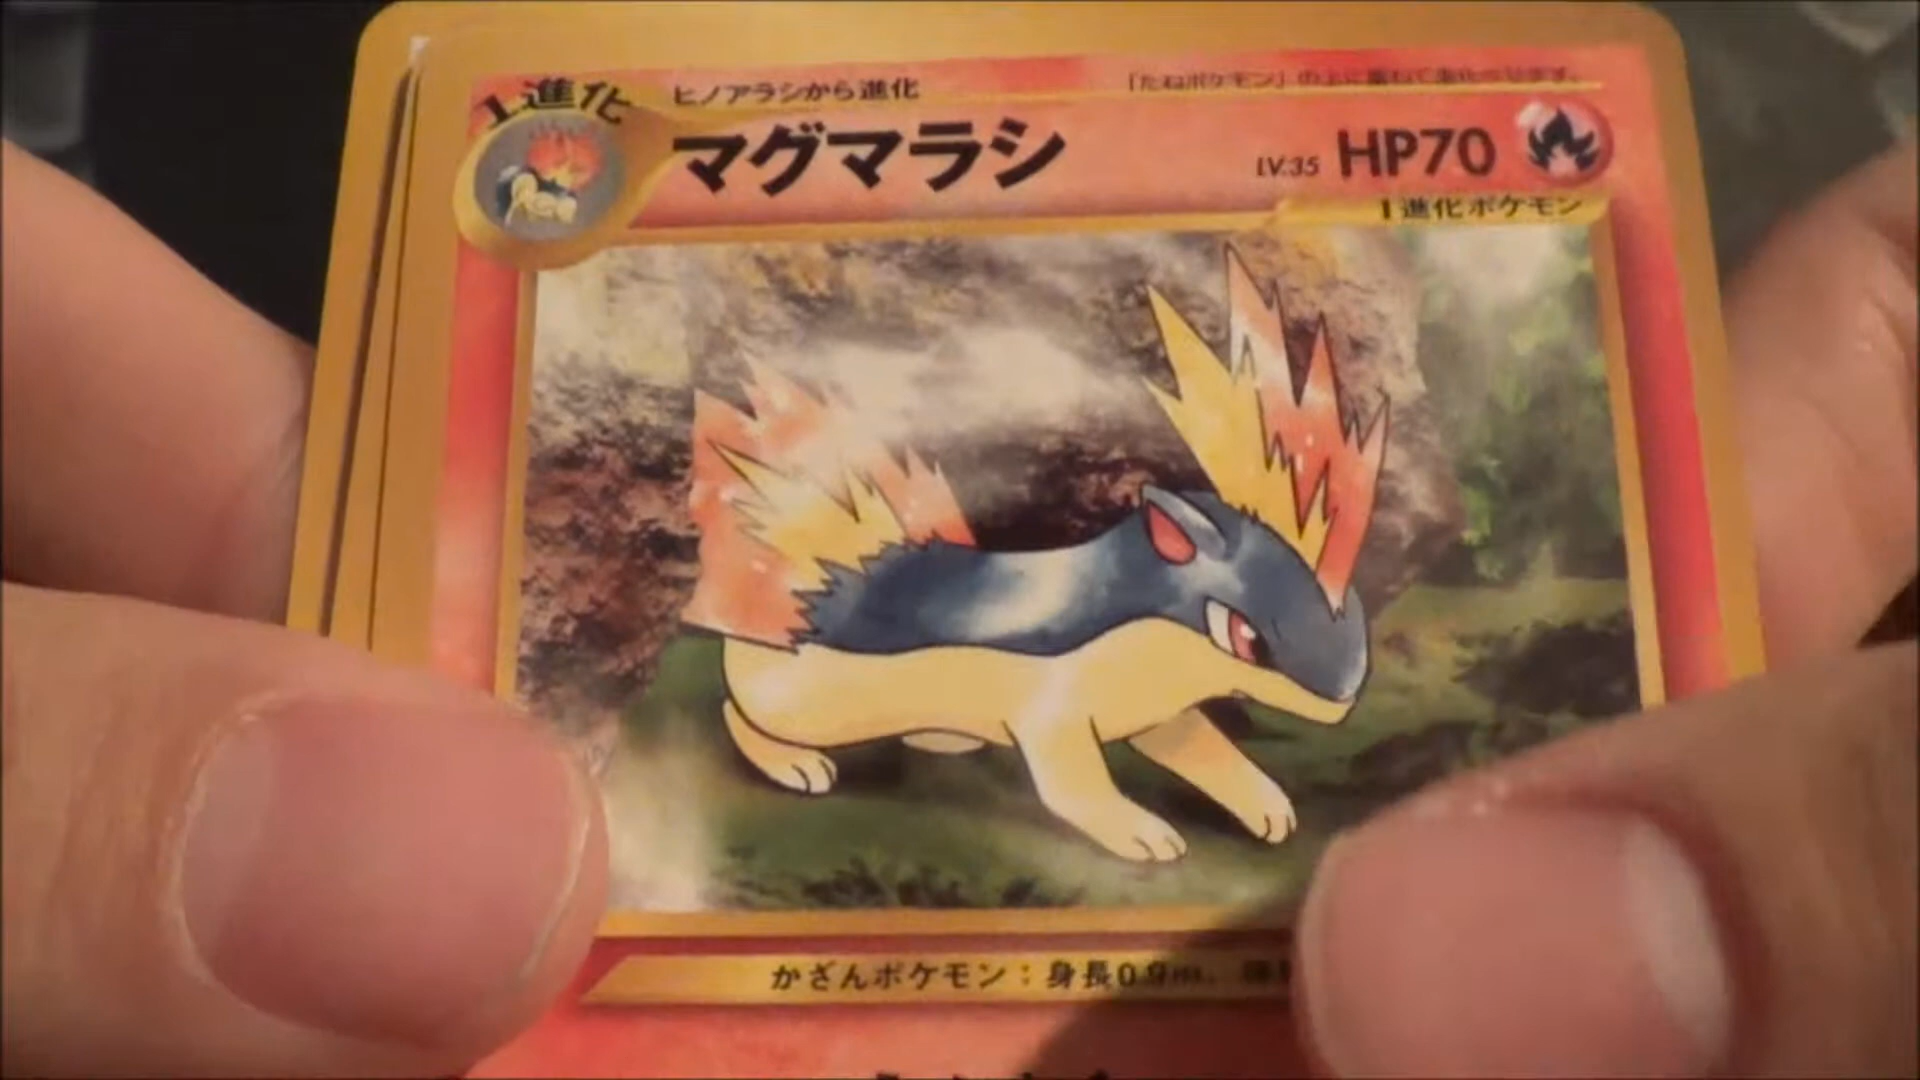 1進化
ヒノアラシから進化
「たねポケモン」の上に重ねて進化させます。
マグマラシ
LV.35 HP70
1進化ポケモン
かざんポケモン：身長0.9m、